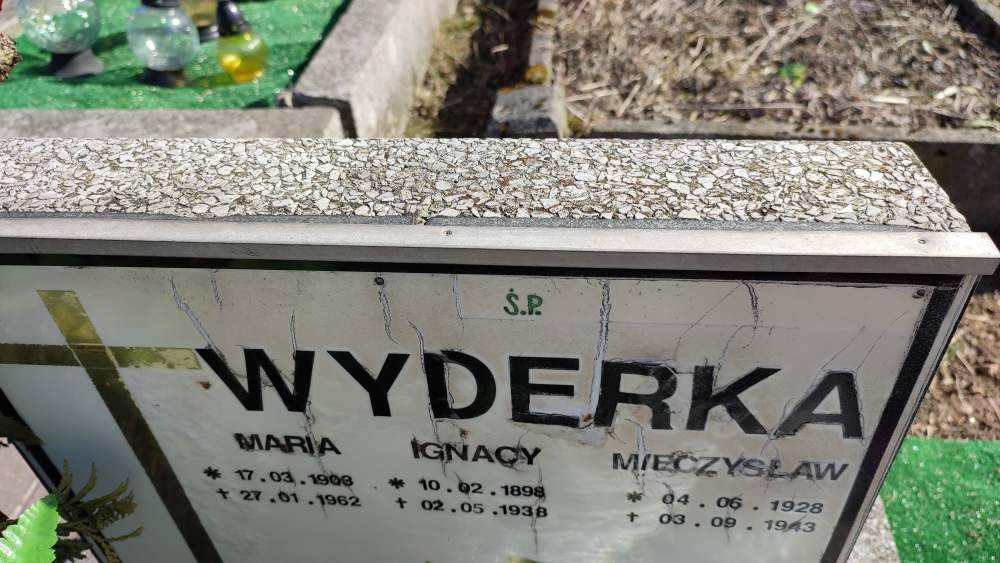 Ś.P.
WYDERKA
MARIA IGNACY MIECZYSŁAW
* 17.03.1908 * 10.02.1898 * 04.06.1928
† 27.01.1962 † 02.05.1938 † 03.09.1943